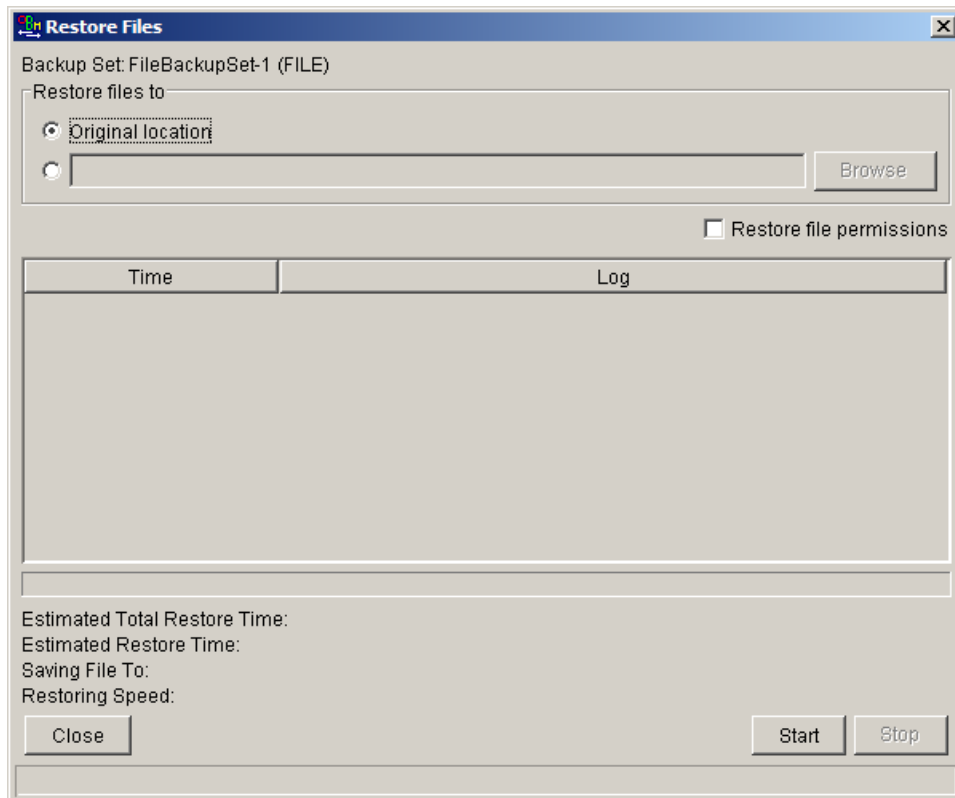 OBM Restore Files
Backup Set: FileBackupSet-1 (FILE)
Restore files to
Original location
Browse
Restore file permissions
Time Log
Estimated Total Restore Time:
Estimated Restore Time:
Saving File To:
Restoring Speed:
Close Start Stop